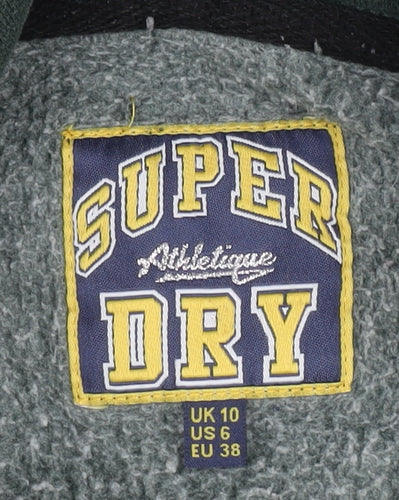 SUPER
Athletique
DRY
UK 10
US 6
EU 38